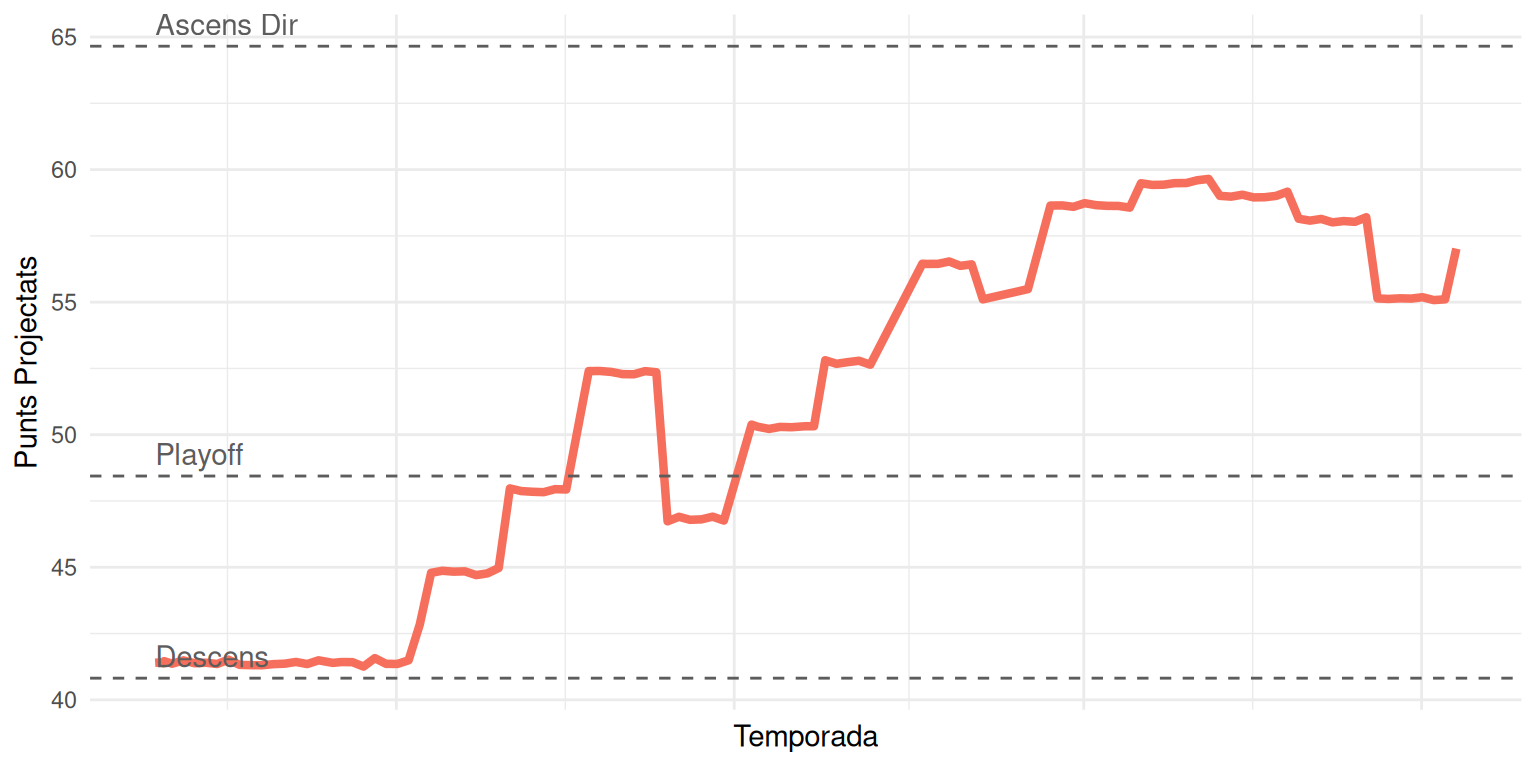 Ascens Dir
65
60
55
50
Playoff
45
Descens
40
Punts Projectats
Temporada